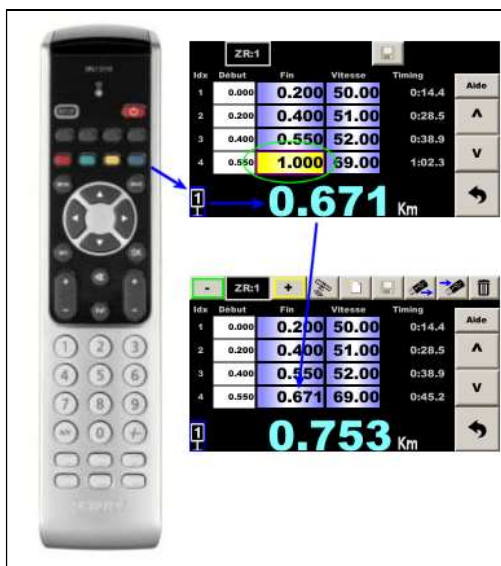 ZR:1
Idx Début Fin Vitesse Timing
1 0.000 0.200 50.00 0:14.4
2 0.200 0.400 51.00 0:28.5
3 0.400 0.550 52.00 0:38.9
4 0.550 1.000 69.00 1:02.3
Aide
1 0.671 Km
- ZR:1 +
Idx Début Fin Vitesse Timing
1 0.000 0.200 50.00 0:14.4
2 0.200 0.400 51.00 0:28.5
3 0.400 0.550 52.00 0:38.9
4 0.550 0.671 69.00 0:45.2
Aide
1 0.753 Km
OK
1 2 3
4 5 6
7 8 9
0